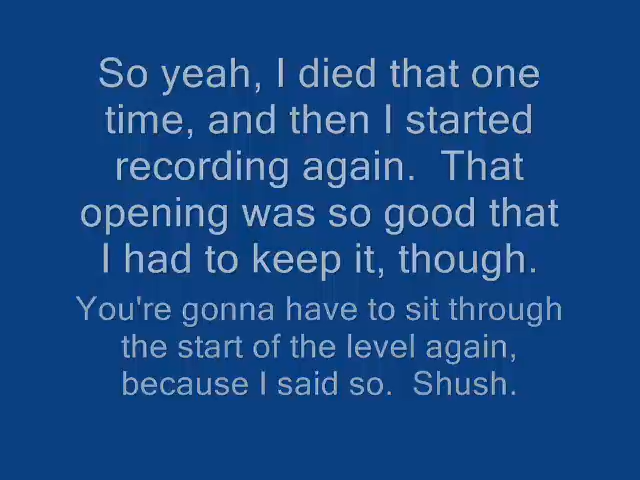 So yeah, I died that one
time, and then I started
recording again.  That
opening was so good that
I had to keep it, though.
You're gonna have to sit through
the start of the level again,
because I said so.  Shush.